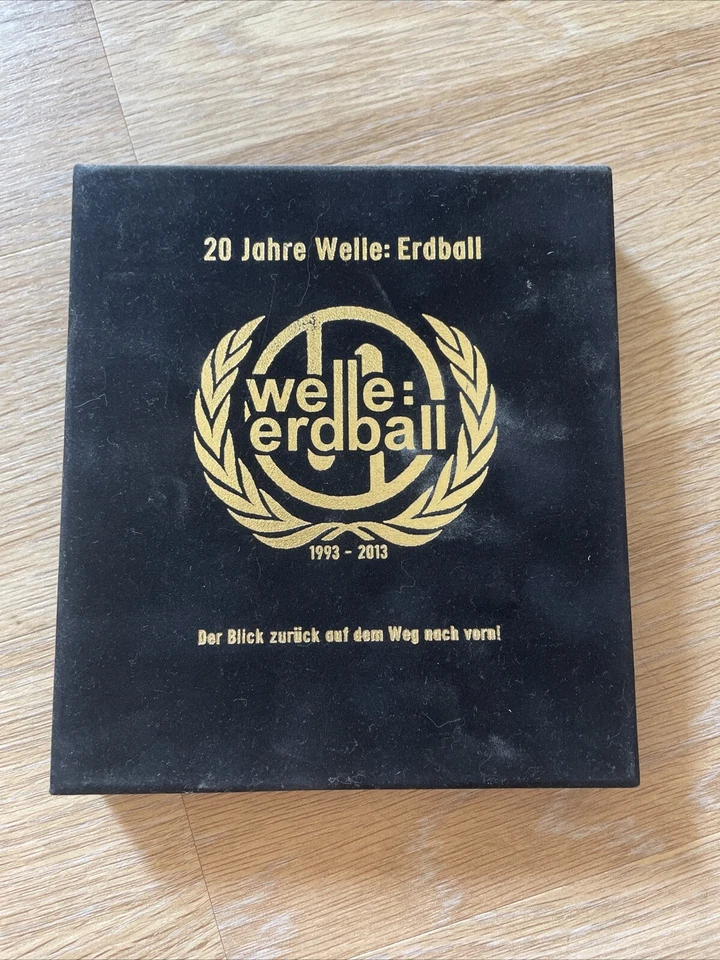 20 Jahre Welle: Erdball
welle:
erdball
1993 - 2013
Der Blick zurück auf dem Weg nach vorn!